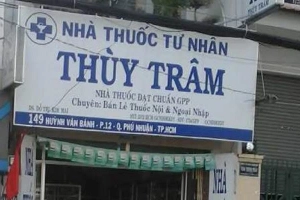 NHÀ THUỐC TƯ NHÂN
THÙY TRÂM
NHÀ THUỐC ĐẠT CHUẨN GPP
Chuyên: Bán Lẻ Thuốc Nội & Ngoại Nhập
149 HUỲNH VĂN BÁNH - P.12 - Q. PHÚ NHUẬN - TP.HCM
NHÀ